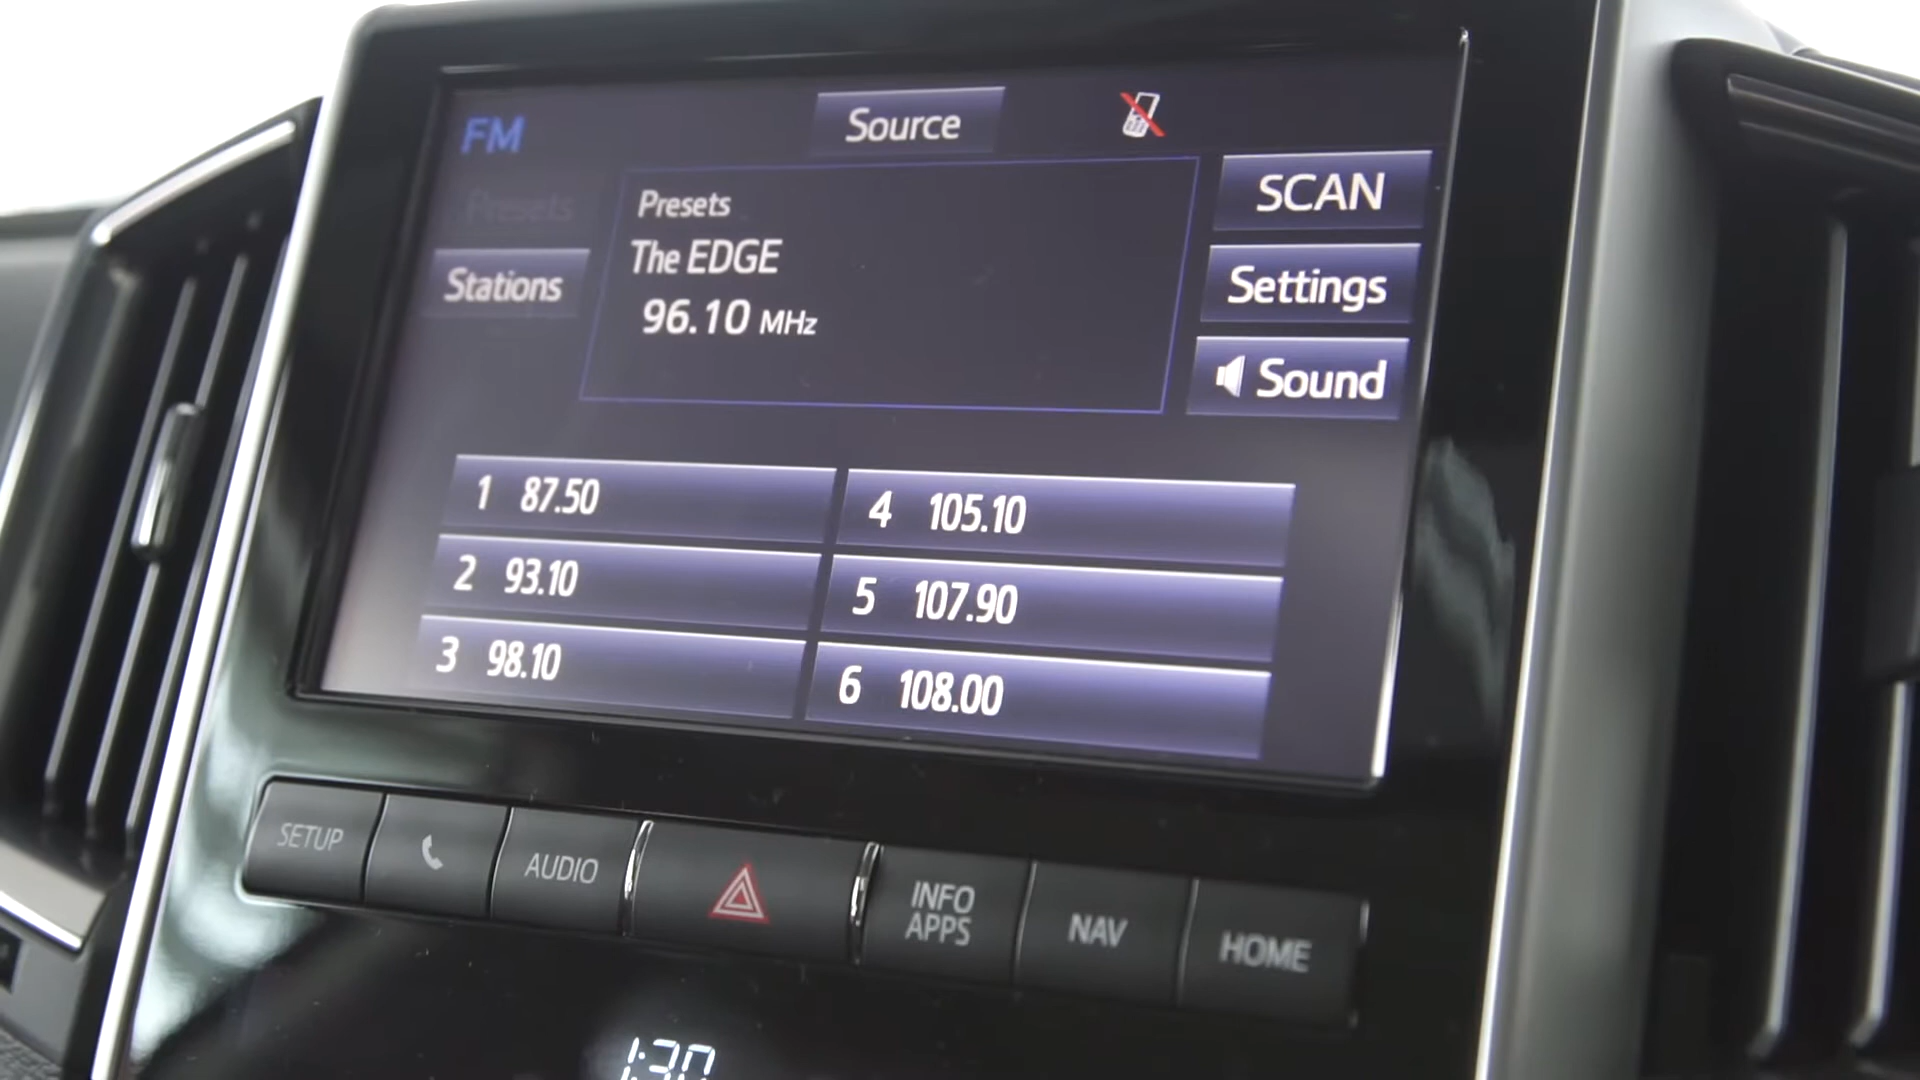 FM
Source
Presets
Presets
The EDGE
96.10 MHz
Stations
SCAN
Settings
Sound
1 87.50
2 93.10
3 98.10
4 105.10
5 107.90
6 108.00
SETUP
AUDIO
INFO
APPS
NAV
HOME
1:30